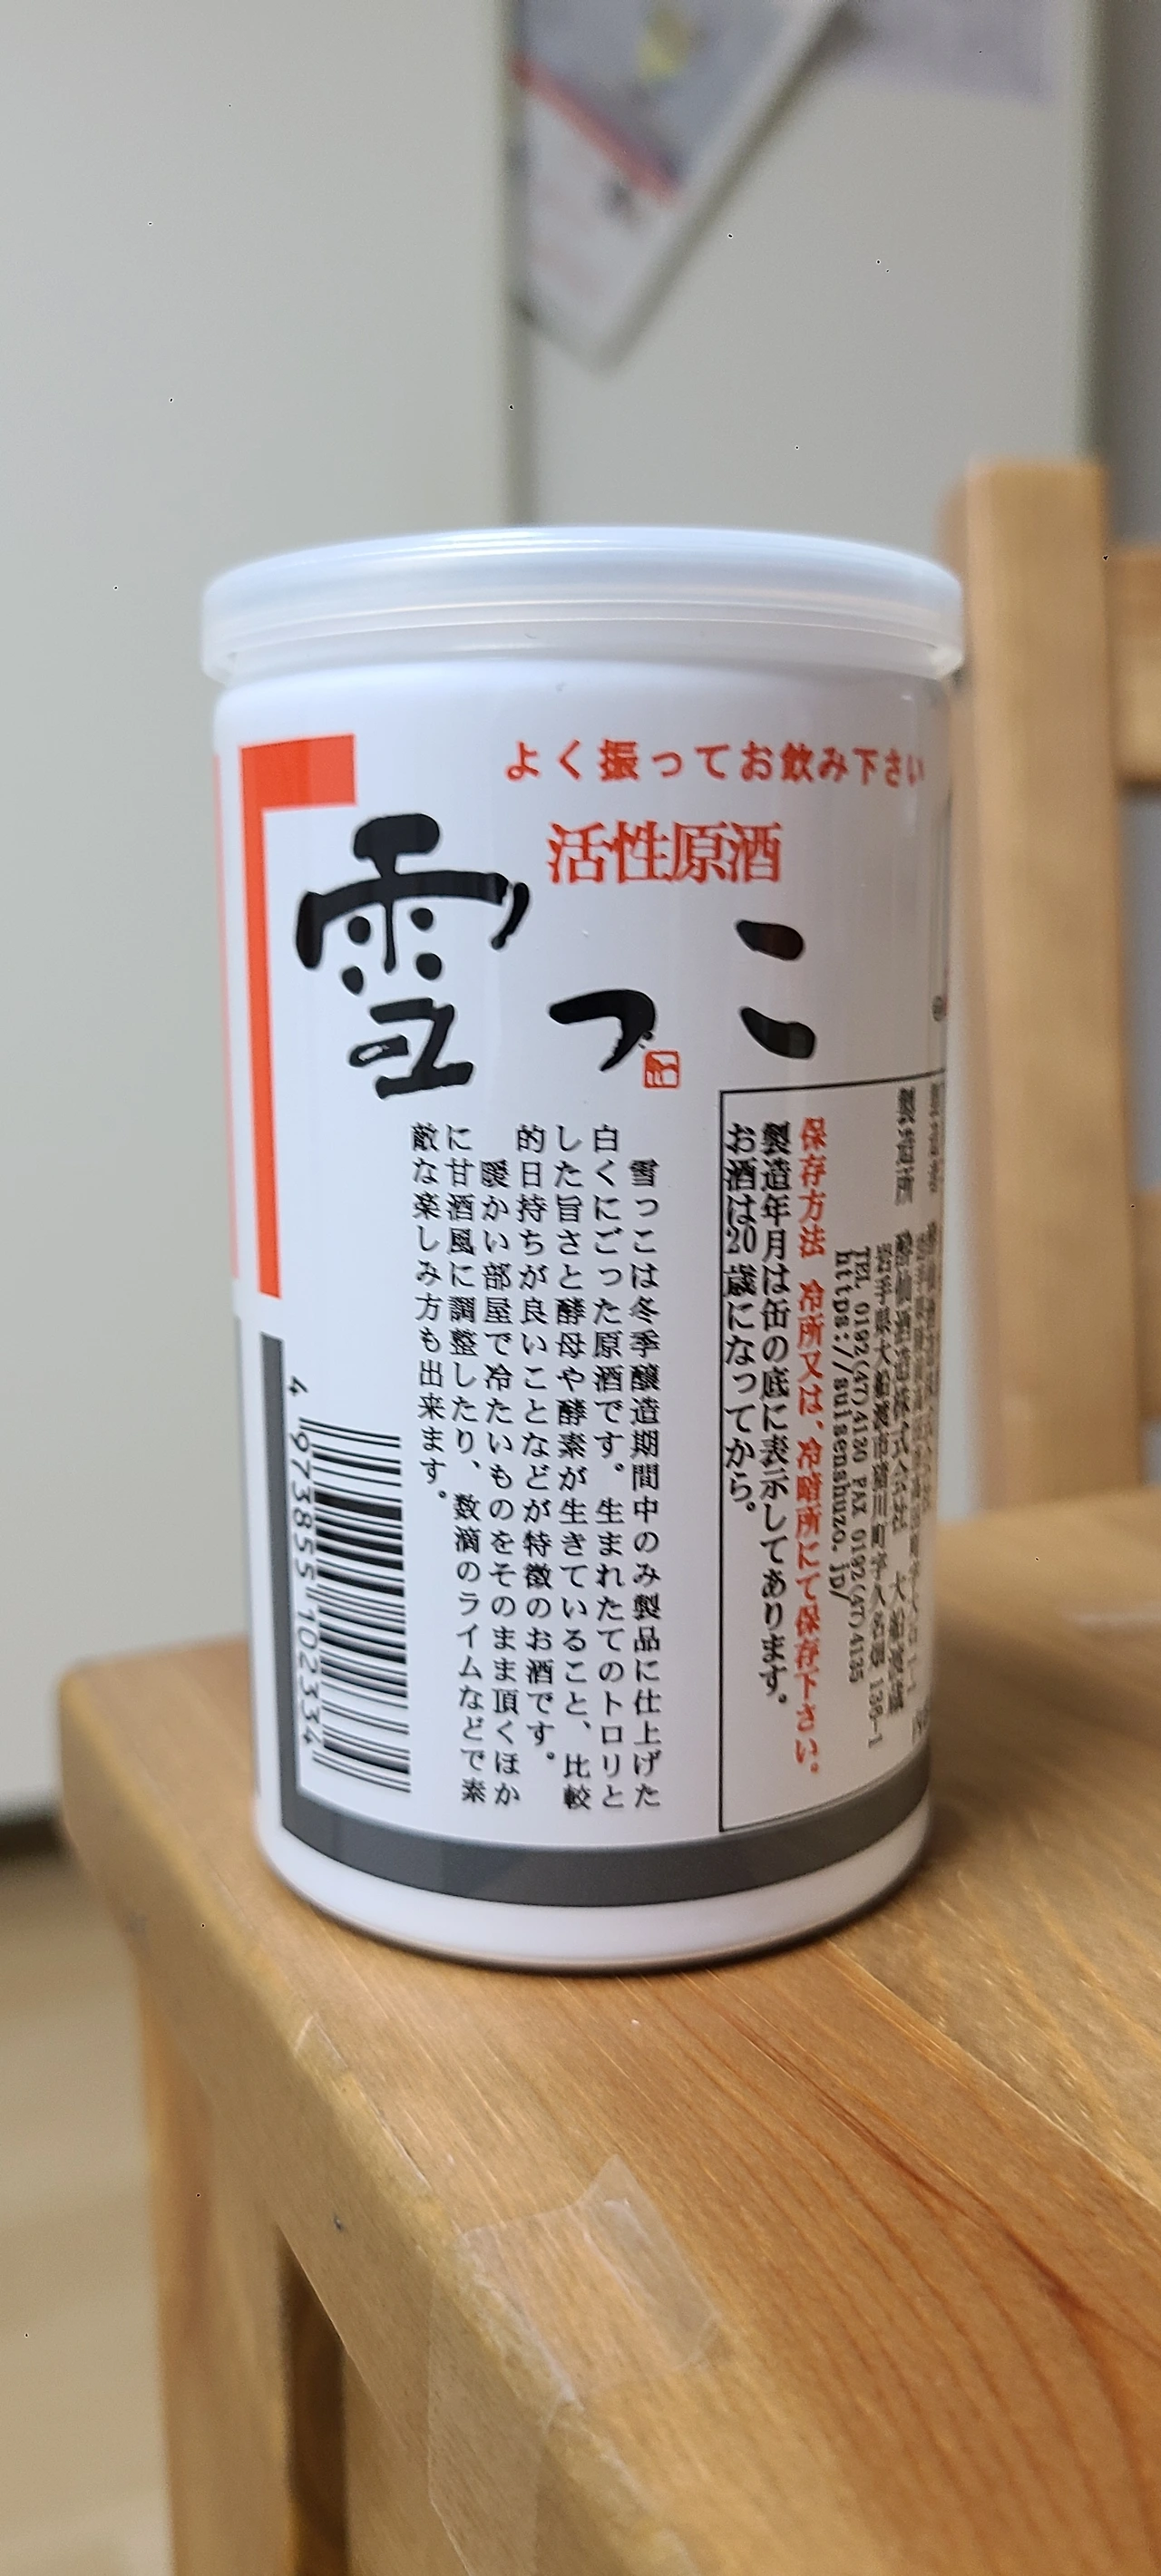 よく振ってお飲み下さい
活性原酒
雪っこ
製造所 酔仙酒造株式会社 大船渡蔵
岩手県大船渡市猪川町字久名畑136-1
TEL 0192(47)4130 FAX 0192(47)4135
https://suisenshuzo.jp/
保存方法 冷所又は、冷暗所にて保存下さい。
製造年月は缶の底に表示してあります。
お酒は20歳になってから。
雪っこは冬季醸造期間中のみ製品に仕上げた
白くにごった原酒です。生まれたてのトロリと
した旨さと酵母や酵素が生きていること、比較
的日持ちが良いことなどが特徴のお酒です。
暖かい部屋で冷たいものをそのまま頂くほか
に甘酒風に調整したり、数滴のライムなどで素
敵な楽しみ方も出来ます。
4 973855 102334